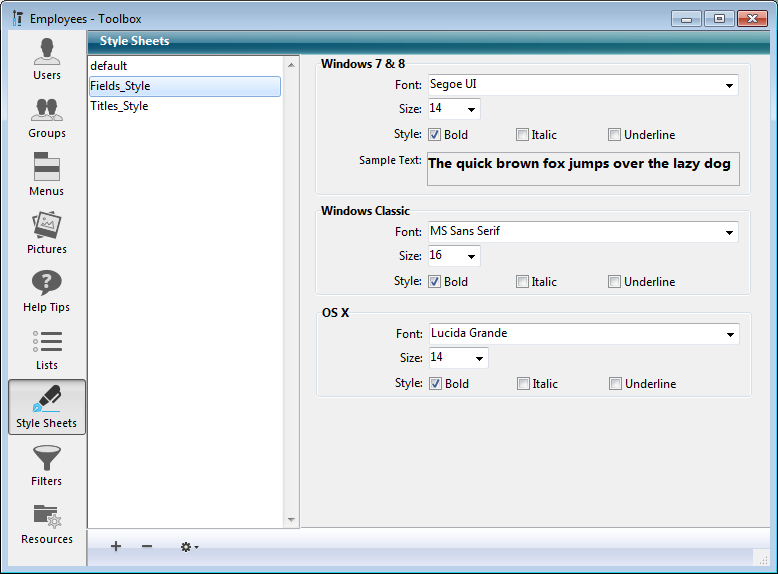 Employees - Toolbox
Users
Groups
Menus
Pictures
Help Tips
Lists
Style Sheets
Filters
Resources
Style Sheets
default
Fields_Style
Titles_Style
Windows 7 & 8
Font: Segoe UI
Size: 14
Style: Bold Italic Underline
Sample Text: The quick brown fox jumps over the lazy dog
Windows Classic
Font: MS Sans Serif
Size: 16
Style: Bold Italic Underline
OS X
Font: Lucida Grande
Size: 14
Style: Bold Italic Underline